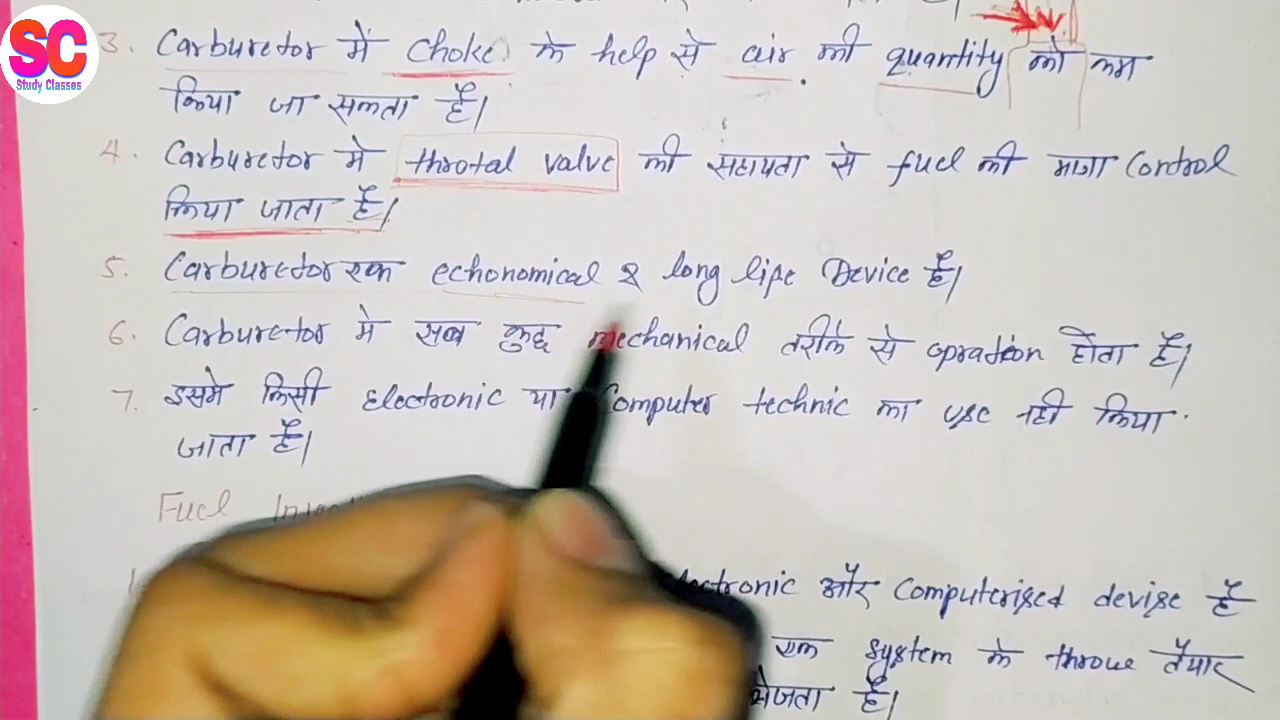 SC
Study Classes
3. Carburetor में choke के help से air की quantity को कम
किया जा सकता है।
4. Carburetor मे throtal valve की सहायता से fuel की मात्रा Control
किया जाता है।
5. Carburetor एक echonomical & long life Device है।
6. Carburetor मे सब कुछ mechanical तरीके से opration होता है।
7. इसमे किसी Electronic या Computer technic का use नही किया
जाता है।
Fuel
और Computerised devise है
एक system के throue तैयार
भेजता है।